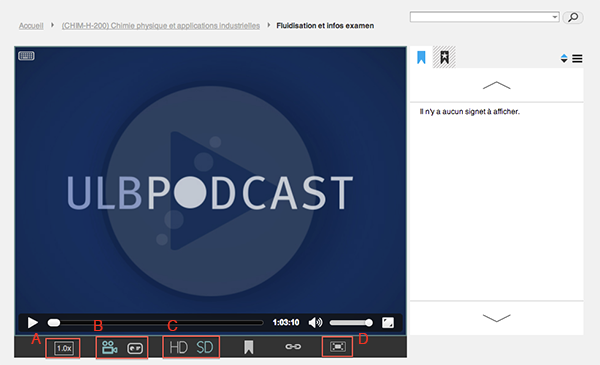 Accueil (CHIM-H-200) Chimie physique et applications industrielles Fluidisation et infos examen
Il n'y a aucun signet à afficher.
ULBPODCAST
1:03:10
A B C D
1.0x HD SD